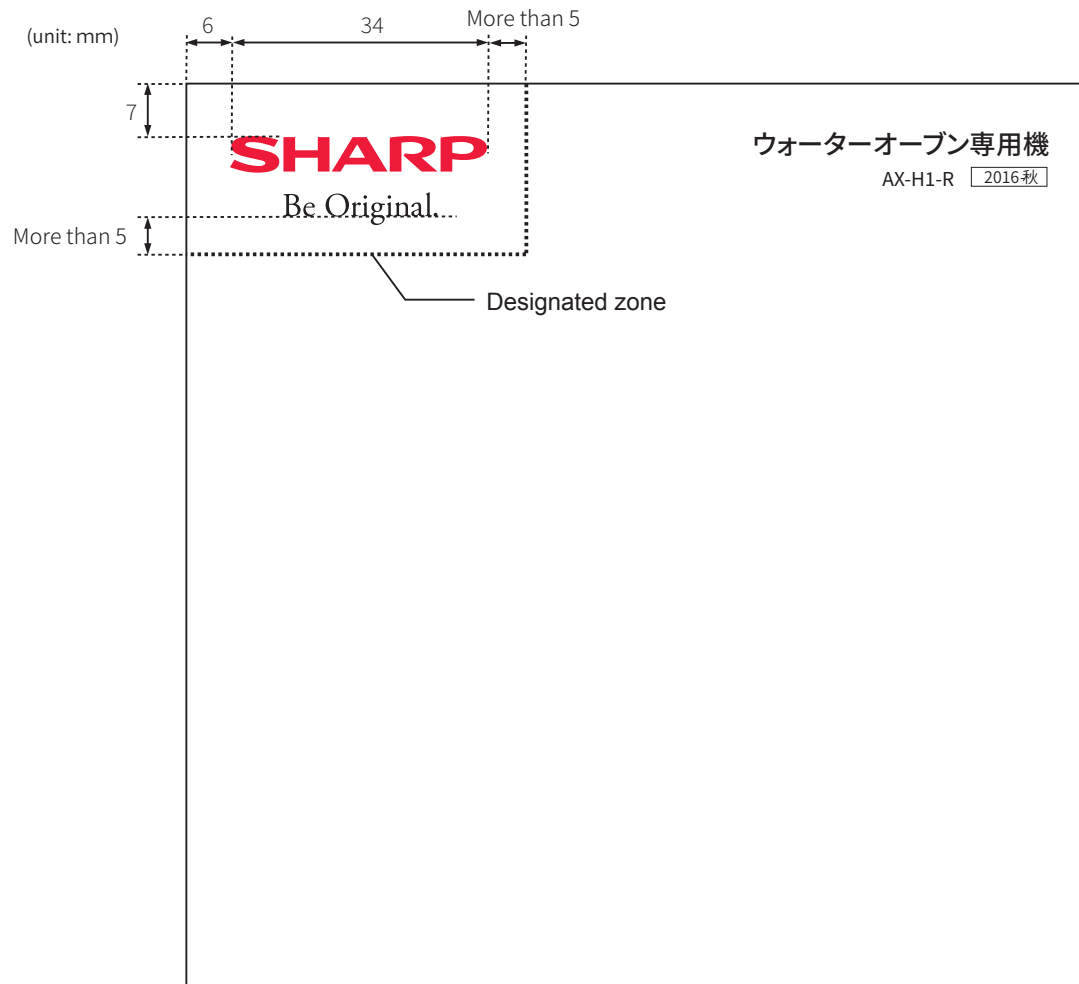 (unit: mm)
6
34
More than 5
7
SHARP
Be Original.
More than 5
Designated zone
ウォーターオーブン専用機
AX-H1-R 2016秋